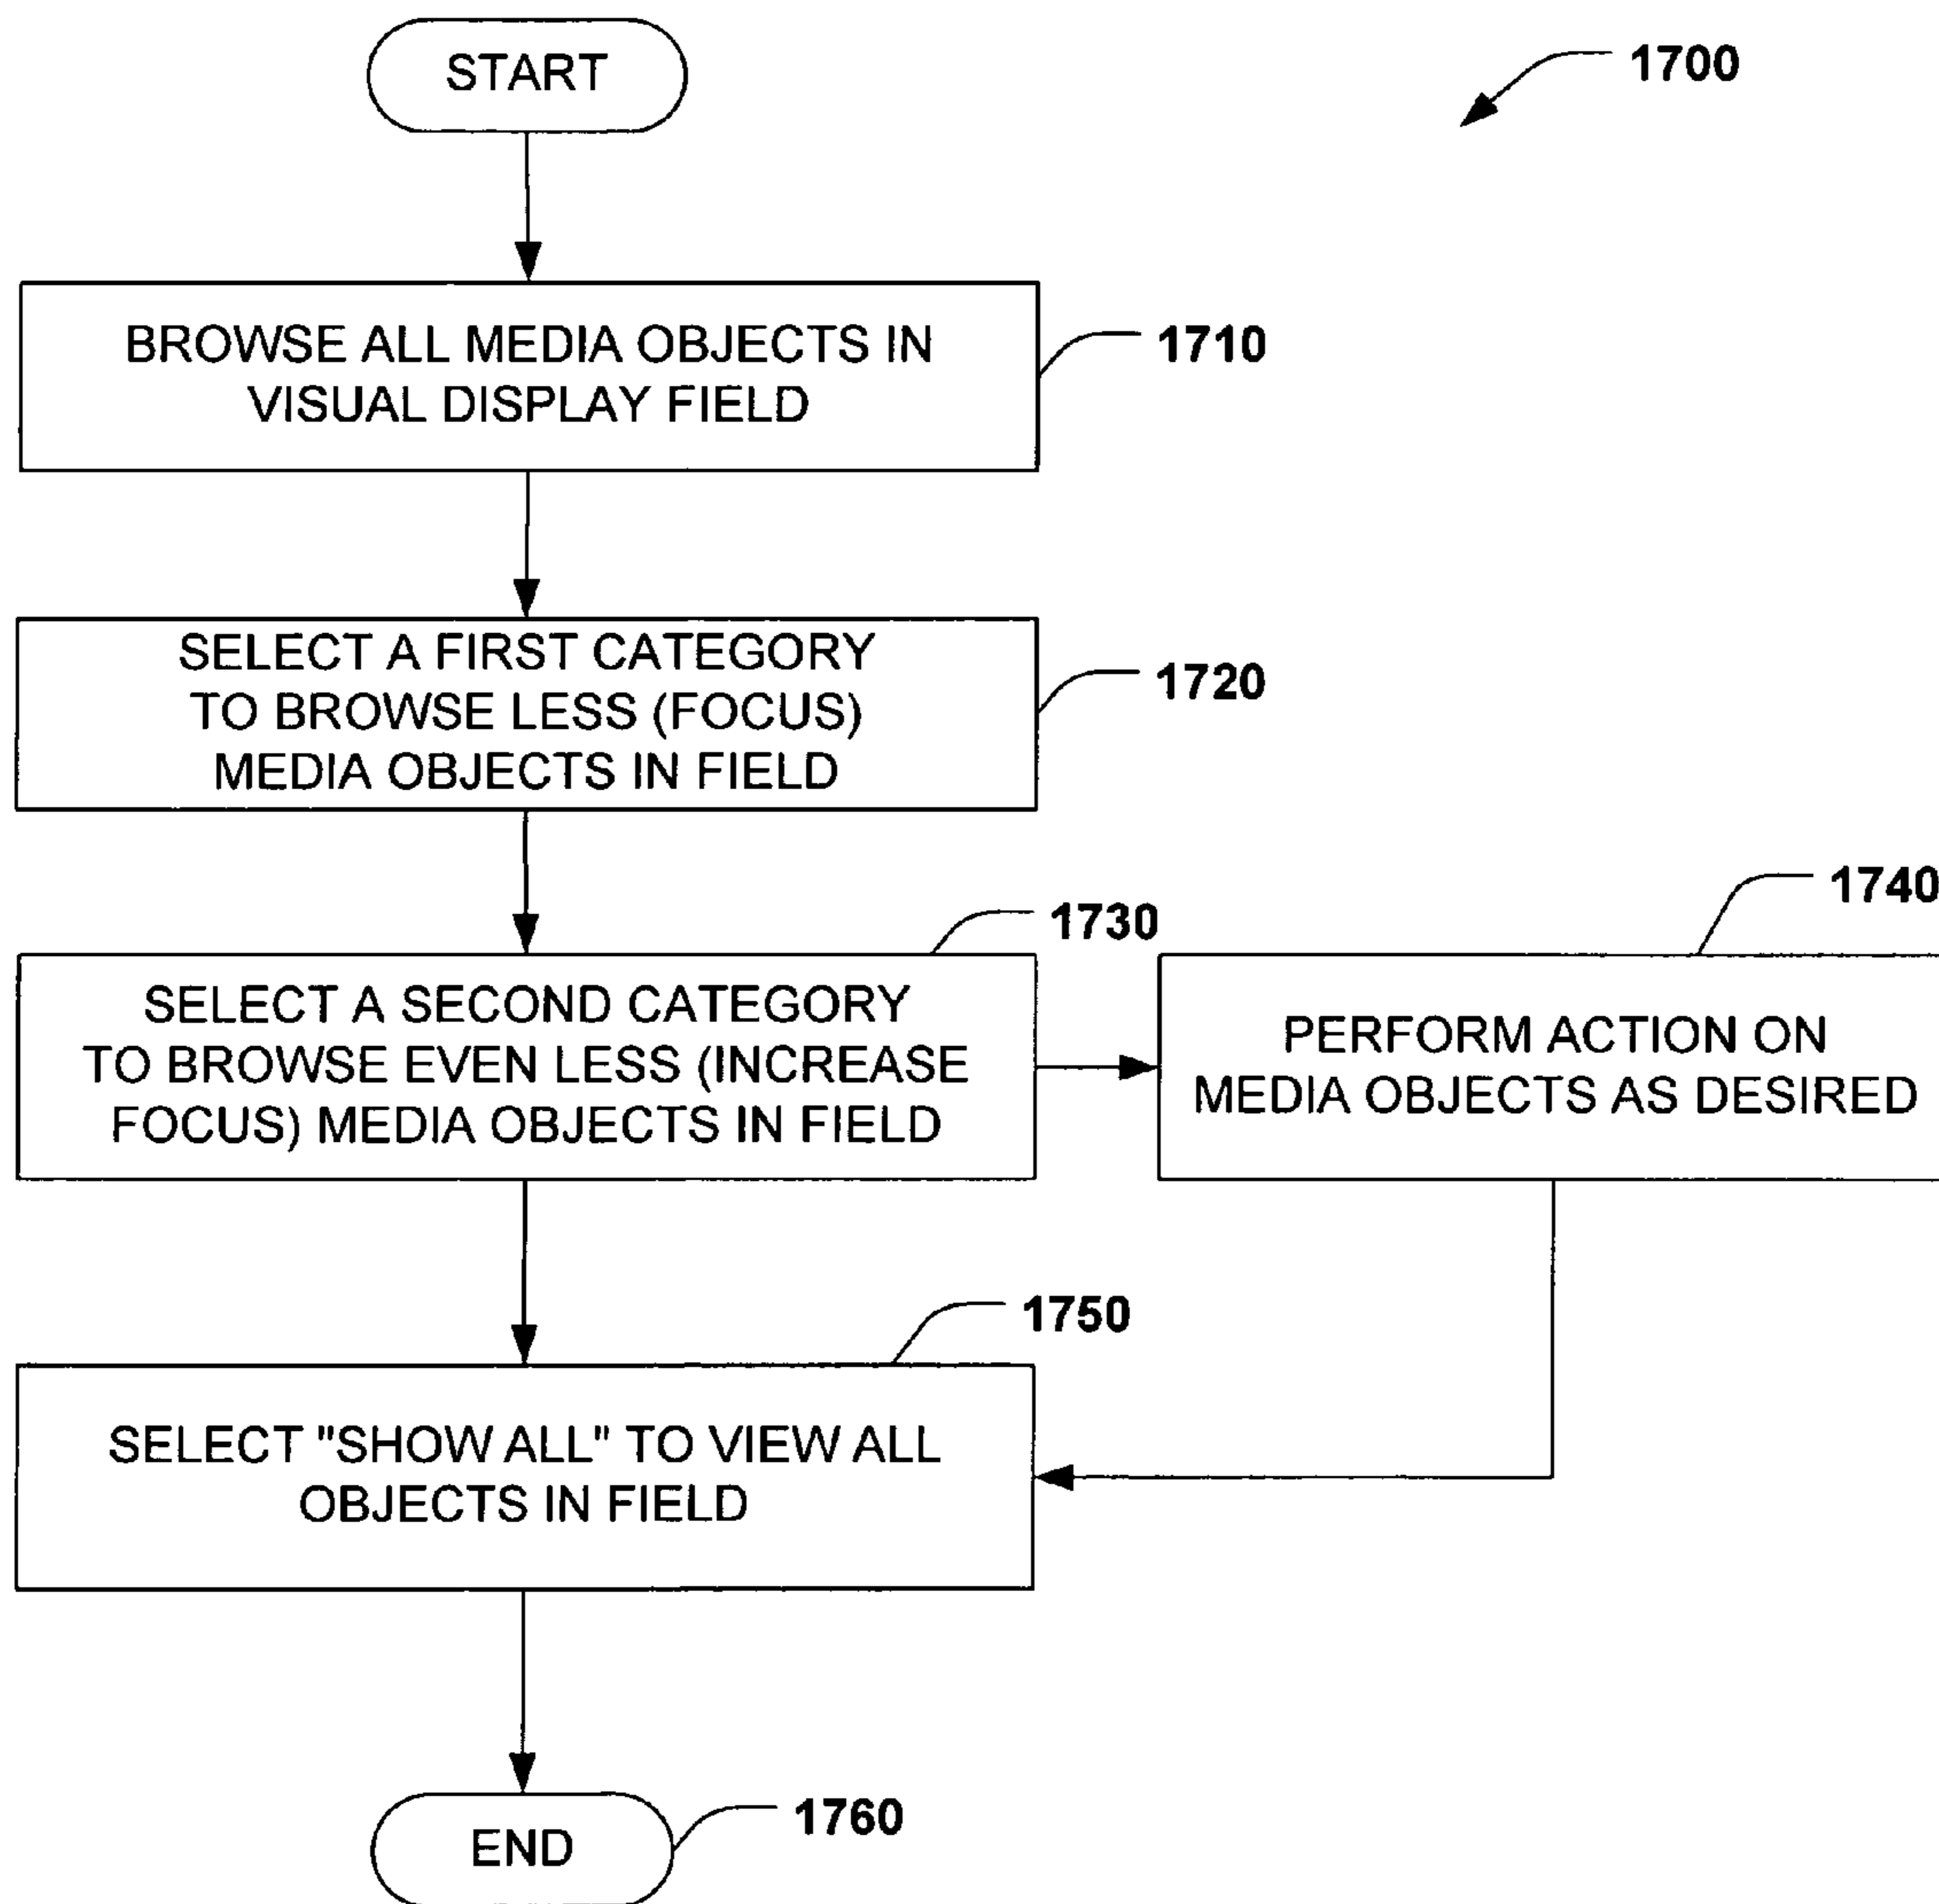 START
1700
BROWSE ALL MEDIA OBJECTS IN
VISUAL DISPLAY FIELD
1710
SELECT A FIRST CATEGORY
TO BROWSE LESS (FOCUS)
MEDIA OBJECTS IN FIELD
1720
SELECT A SECOND CATEGORY
TO BROWSE EVEN LESS (INCREASE
FOCUS) MEDIA OBJECTS IN FIELD
1730
PERFORM ACTION ON
MEDIA OBJECTS AS DESIRED
1740
SELECT "SHOW ALL" TO VIEW ALL
OBJECTS IN FIELD
1750
END
1760